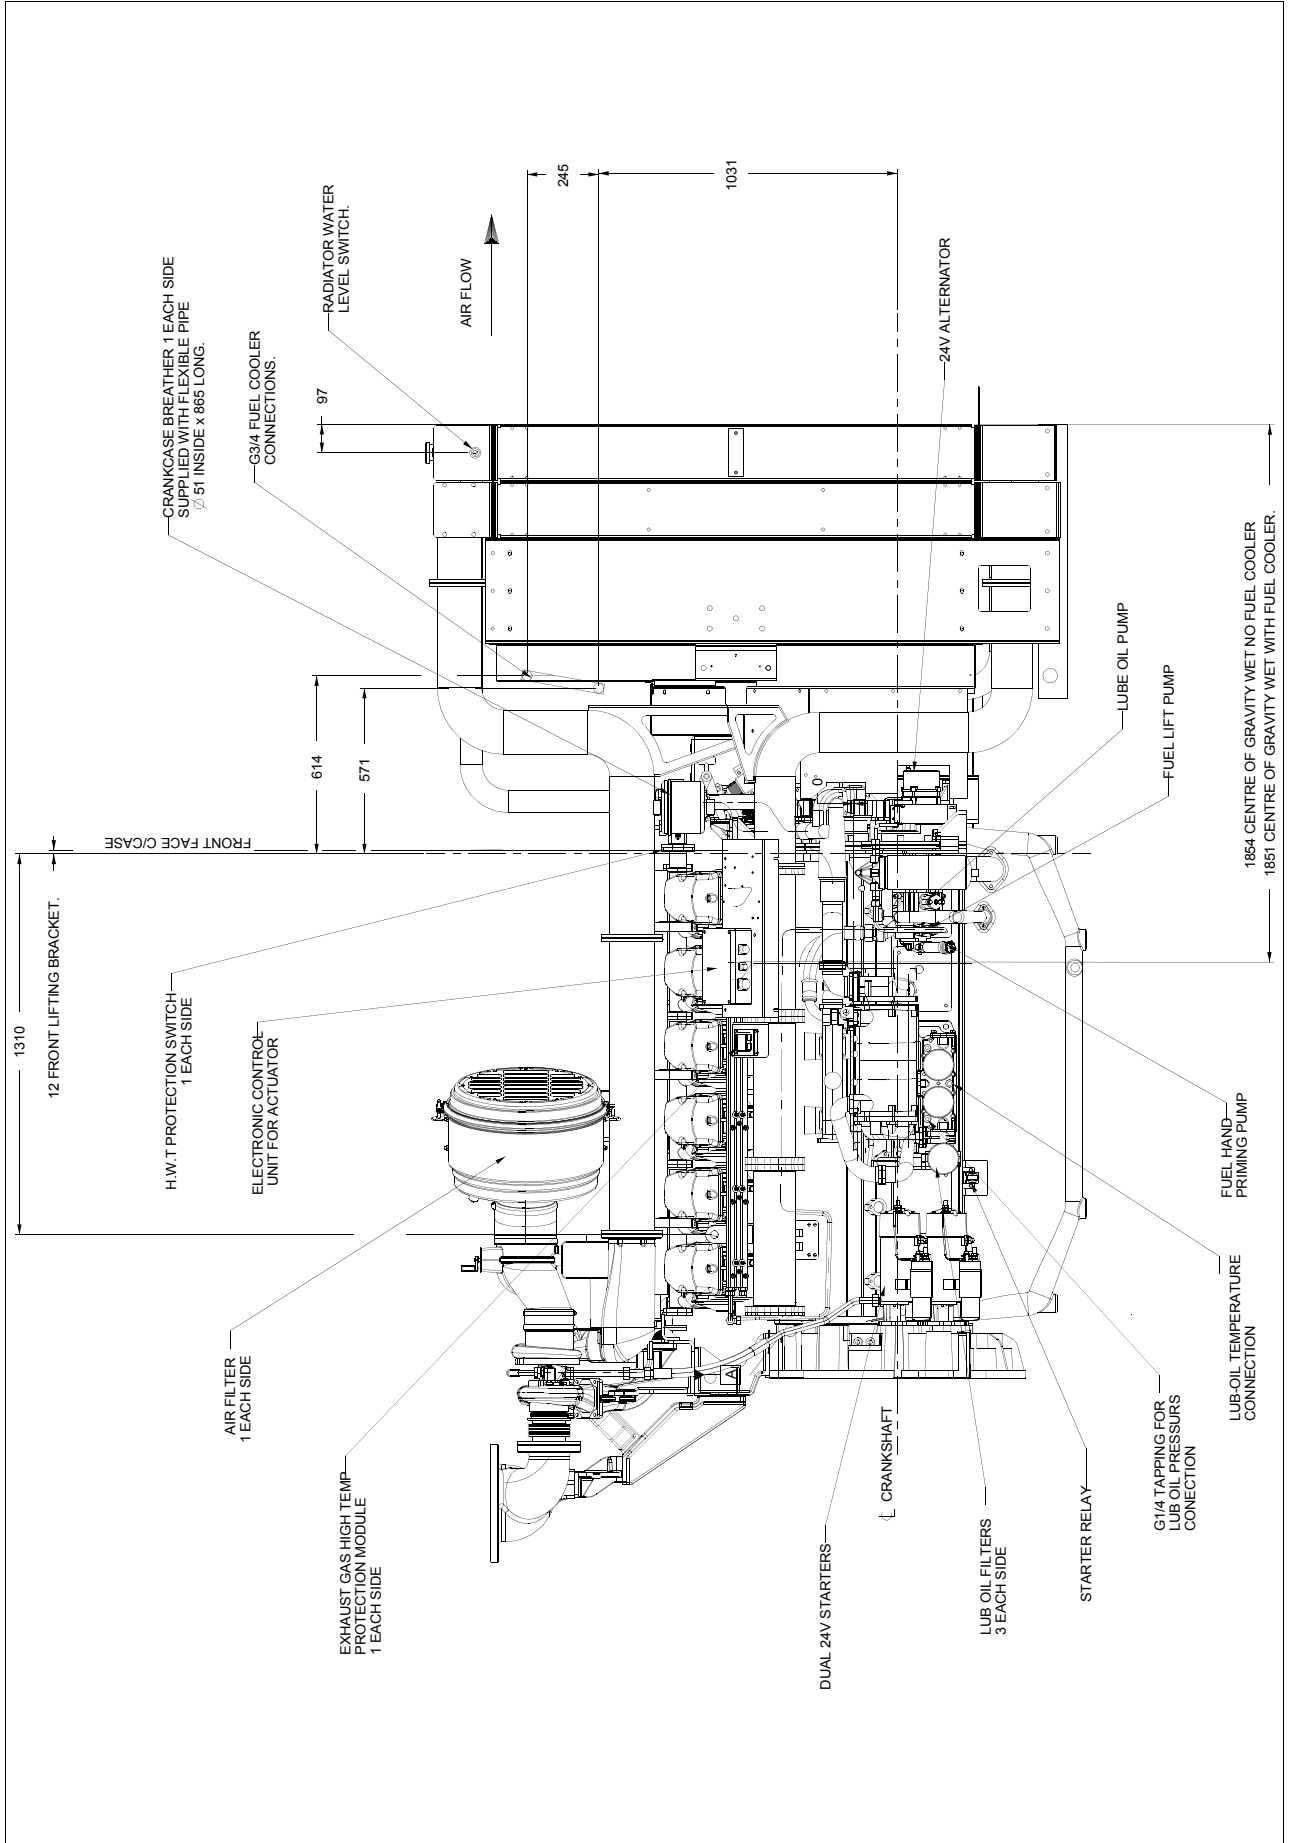 1310
12 FRONT LIFTING BRACKET.
FRONT FACE C/CASE
614
571
97
245
1031
AIR FLOW
CRANKCASE BREATHER 1 EACH SIDE
SUPPLIED WITH FLEXIBLE PIPE
∅ 51 INSIDE x 865 LONG.
G3/4 FUEL COOLER
CONNECTIONS.
RADIATOR WATER
LEVEL SWITCH.
24V ALTERNATOR
H.W.T PROTECTION SWITCH
1 EACH SIDE
ELECTRONIC CONTROL
UNIT FOR ACTUATOR
AIR FILTER
1 EACH SIDE
EXHAUST GAS HIGH TEMP
PROTECTION MODULE
1 EACH SIDE
A
LUBE OIL PUMP
FUEL LIFT PUMP
1854 CENTRE OF GRAVITY WET NO FUEL COOLER
1851 CENTRE OF GRAVITY WET WITH FUEL COOLER.
FUEL HAND
PRIMING PUMP
LUB-OIL TEMPERATURE
CONNECTION
G1/4 TAPPING FOR
LUB OIL PRESSURS
CONECTION
STARTER RELAY
LUB OIL FILTERS
3 EACH SIDE
CRANKSHAFT
DUAL 24V STARTERS